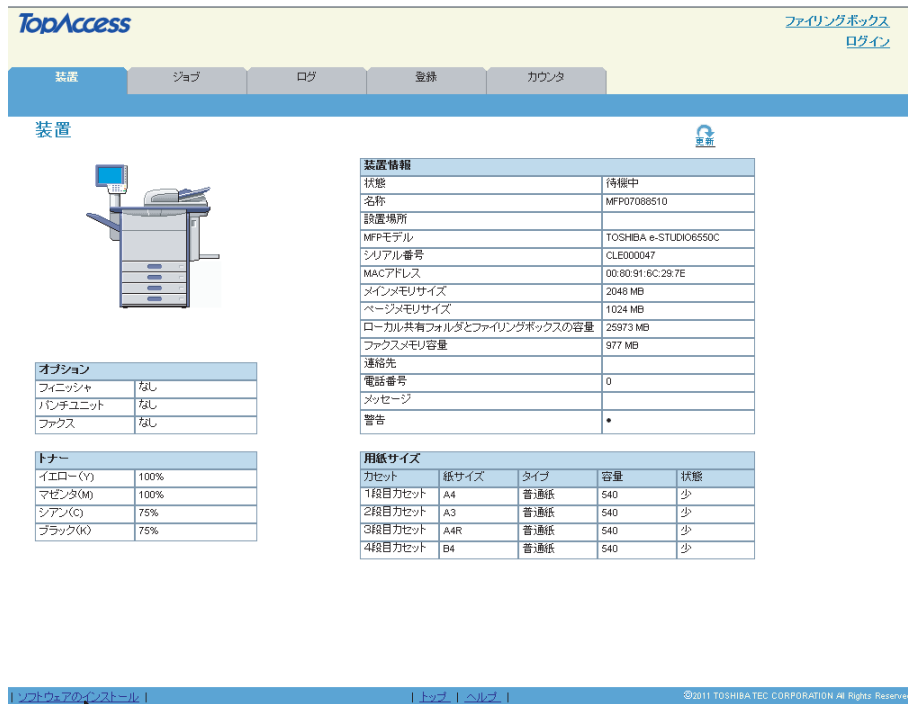 TopAccess
ファイリングボックス
ログイン
装置 ジョブ ログ 登録 カウンタ
装置
更新
装置情報
状態 待機中
名称 MFP07088510
設置場所
MFPモデル TOSHIBA e-STUDIO6550C
シリアル番号 CLE000047
MACアドレス 00:80:91:6C:29:7E
メインメモリサイズ 2048 MB
ページメモリサイズ 1024 MB
ローカル共有フォルダとファイリングボックスの容量 25973 MB
ファクスメモリ容量 977 MB
連絡先
電話番号 0
メッセージ
警告 •
オプション
フィニッシャ なし
パンチユニット なし
ファクス なし
トナー
イエロー(Y) 100%
マゼンタ(M) 100%
シアン(C) 75%
ブラック(K) 75%
用紙サイズ
カセット 紙サイズ タイプ 容量 状態
1段目カセット A4 普通紙 540 少
2段目カセット A3 普通紙 540 少
3段目カセット A4R 普通紙 540 少
4段目カセット B4 普通紙 540 少
| ソフトウェアのインストール | | トップ | ヘルプ | ©2011 TOSHIBA TEC CORPORATION All Rights Reserve